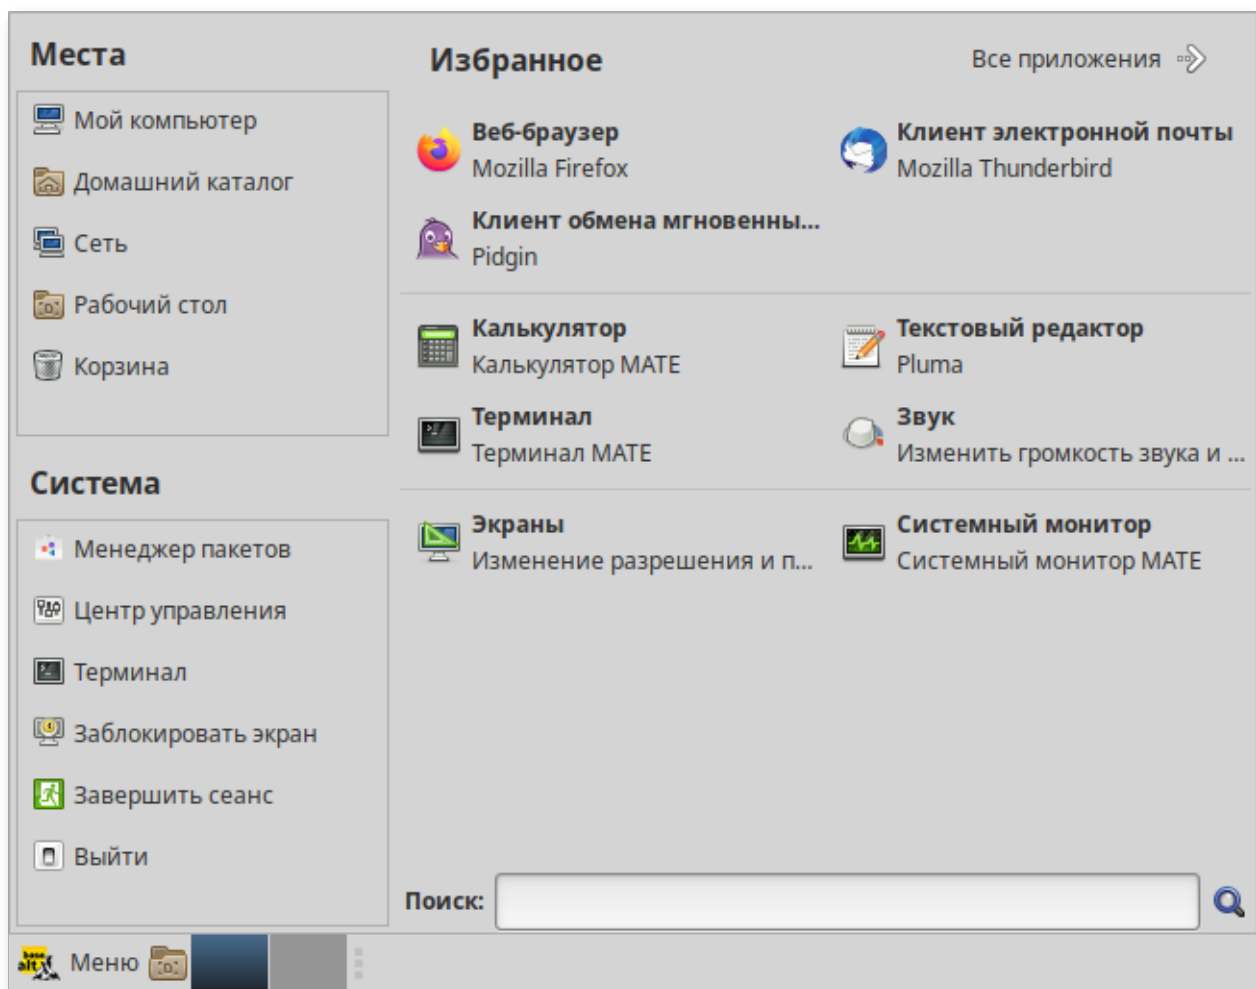 Места
Мой компьютер
Домашний каталог
Сеть
Рабочий стол
Корзина
Система
Менеджер пакетов
Центр управления
Терминал
Заблокировать экран
Завершить сеанс
Выйти
Избранное
Все приложения
Веб-браузер
Mozilla Firefox
Клиент электронной почты
Mozilla Thunderbird
Клиент обмена мгновенны...
Pidgin
Калькулятор
Калькулятор MATE
Текстовый редактор
Pluma
Терминал
Терминал MATE
Звук
Изменить громкость звука и ...
Экраны
Изменение разрешения и п...
Системный монитор
Системный монитор MATE
Поиск:
base
alt
Меню